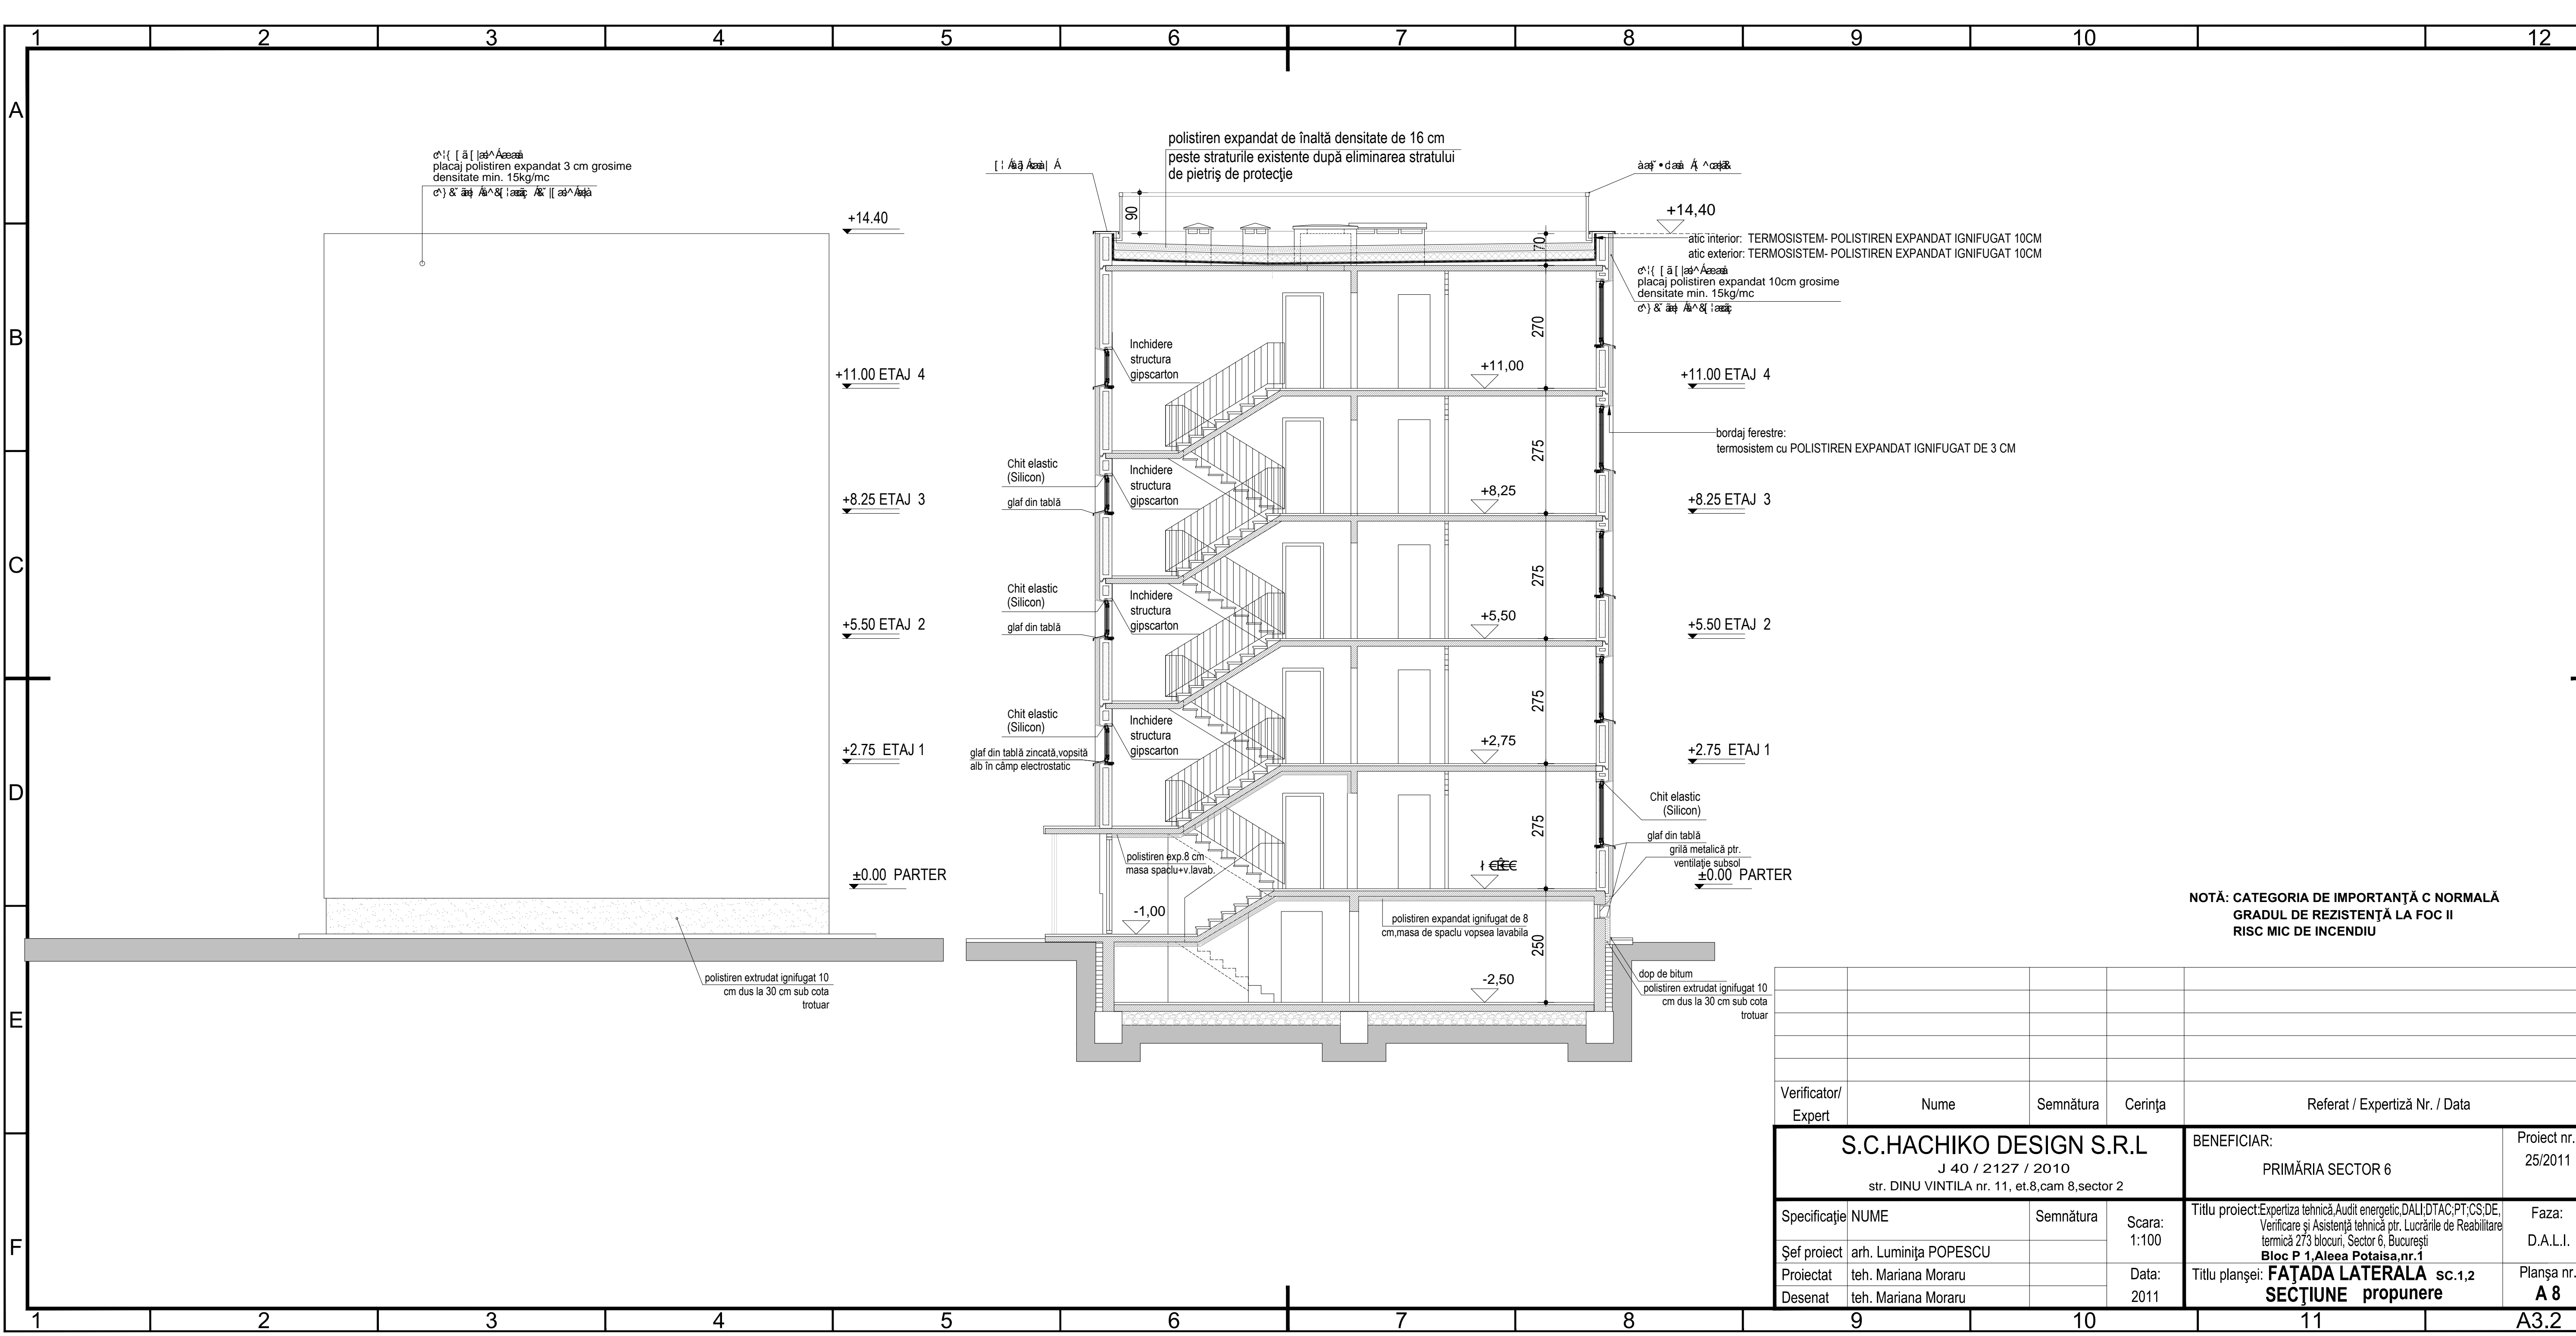 1 2 3 4 5 6 7 8 9 10 12
A
B
C
D
E
F
placaj polistiren expandat 3 cm grosime
densitate min. 15kg/mc
+14.40
+11.00 ETAJ 4
+8.25 ETAJ 3
+5.50 ETAJ 2
+2.75 ETAJ 1
±0.00 PARTER
polistiren extrudat ignifugat 10
cm dus la 30 cm sub cota
trotuar
polistiren expandat de înaltă densitate de 16 cm
peste straturile existente după eliminarea stratului
de pietriş de protecţie
90
70
+14,40
atic interior: TERMOSISTEM- POLISTIREN EXPANDAT IGNIFUGAT 10CM
atic exterior: TERMOSISTEM- POLISTIREN EXPANDAT IGNIFUGAT 10CM
placaj polistiren expandat 10cm grosime
densitate min. 15kg/mc
270
Inchidere
structura
gipscarton
+11,00
+11.00 ETAJ 4
bordaj ferestre:
termosistem cu POLISTIREN EXPANDAT IGNIFUGAT DE 3 CM
275
Chit elastic
(Silicon)
glaf din tablă
Inchidere
structura
gipscarton
+8,25
+8.25 ETAJ 3
275
Chit elastic
(Silicon)
glaf din tablă
Inchidere
structura
gipscarton
+5,50
+5.50 ETAJ 2
275
Chit elastic
(Silicon)
glaf din tablă zincată,vopsită
alb în câmp electrostatic
Inchidere
structura
gipscarton
+2,75
+2.75 ETAJ 1
275
Chit elastic
(Silicon)
glaf din tablă
grilă metalică ptr.
ventilaţie subsol
±0.00 PARTER
polistiren exp.8 cm
masa spaclu+v.lavab.
-1,00
polistiren expandat ignifugat de 8
cm,masa de spaclu vopsea lavabila
250
-2,50
dop de bitum
polistiren extrudat ignifugat 10
cm dus la 30 cm sub cota
trotuar
NOTĂ: CATEGORIA DE IMPORTANŢĂ C NORMALĂ
GRADUL DE REZISTENŢĂ LA FOC II
RISC MIC DE INCENDIU
Verificator/
Expert
Nume
Semnătura
Cerinţa
Referat / Expertiză Nr. / Data
S.C.HACHIKO DESIGN S.R.L
J 40 / 2127 / 2010
str. DINU VINTILA nr. 11, et.8,cam 8,sector 2
BENEFICIAR:
PRIMĂRIA SECTOR 6
Proiect nr.
25/2011
Specificaţie NUME Semnătura
Scara:
1:100
Şef proiect arh. Luminiţa POPESCU
Proiectat teh. Mariana Moraru
Desenat teh. Mariana Moraru
Data:
2011
Titlu proiect:Expertiza tehnică,Audit energetic,DALI;DTAC;PT;CS;DE,
Verificare şi Asistenţă tehnică ptr. Lucrările de Reabilitare
termică 273 blocuri, Sector 6, Bucureşti
Bloc P 1,Aleea Potaisa,nr.1
Faza:
D.A.L.I.
Titlu planşei: FAŢADA LATERALA SC.1,2
SECŢIUNE propunere
Planşa nr.
A 8
1 2 3 4 5 6 7 8 9 10 11 A3.2